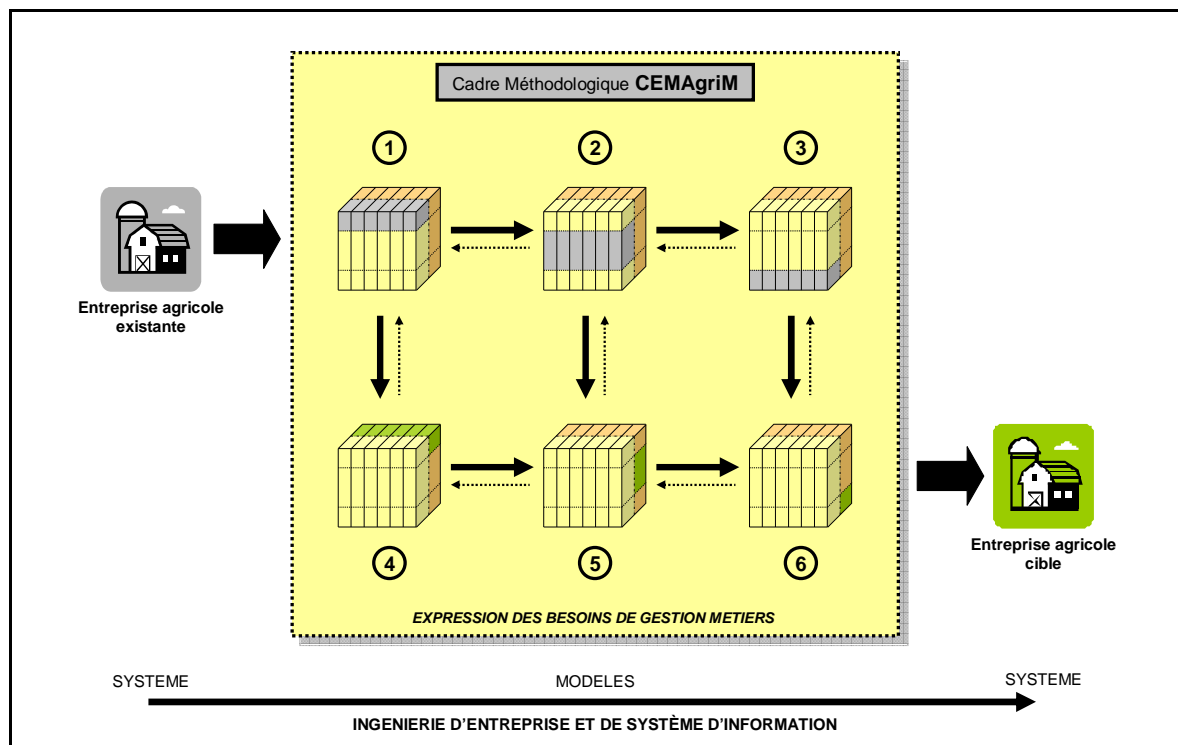 Cadre Méthodologique CEMAgriM
1
2
3
Entreprise agricole
existante
4
5
6
Entreprise agricole
cible
EXPRESSION DES BESOINS DE GESTION METIERS
SYSTEME
MODELES
SYSTEME
INGENIERIE D'ENTREPRISE ET DE SYSTÈME D'INFORMATION